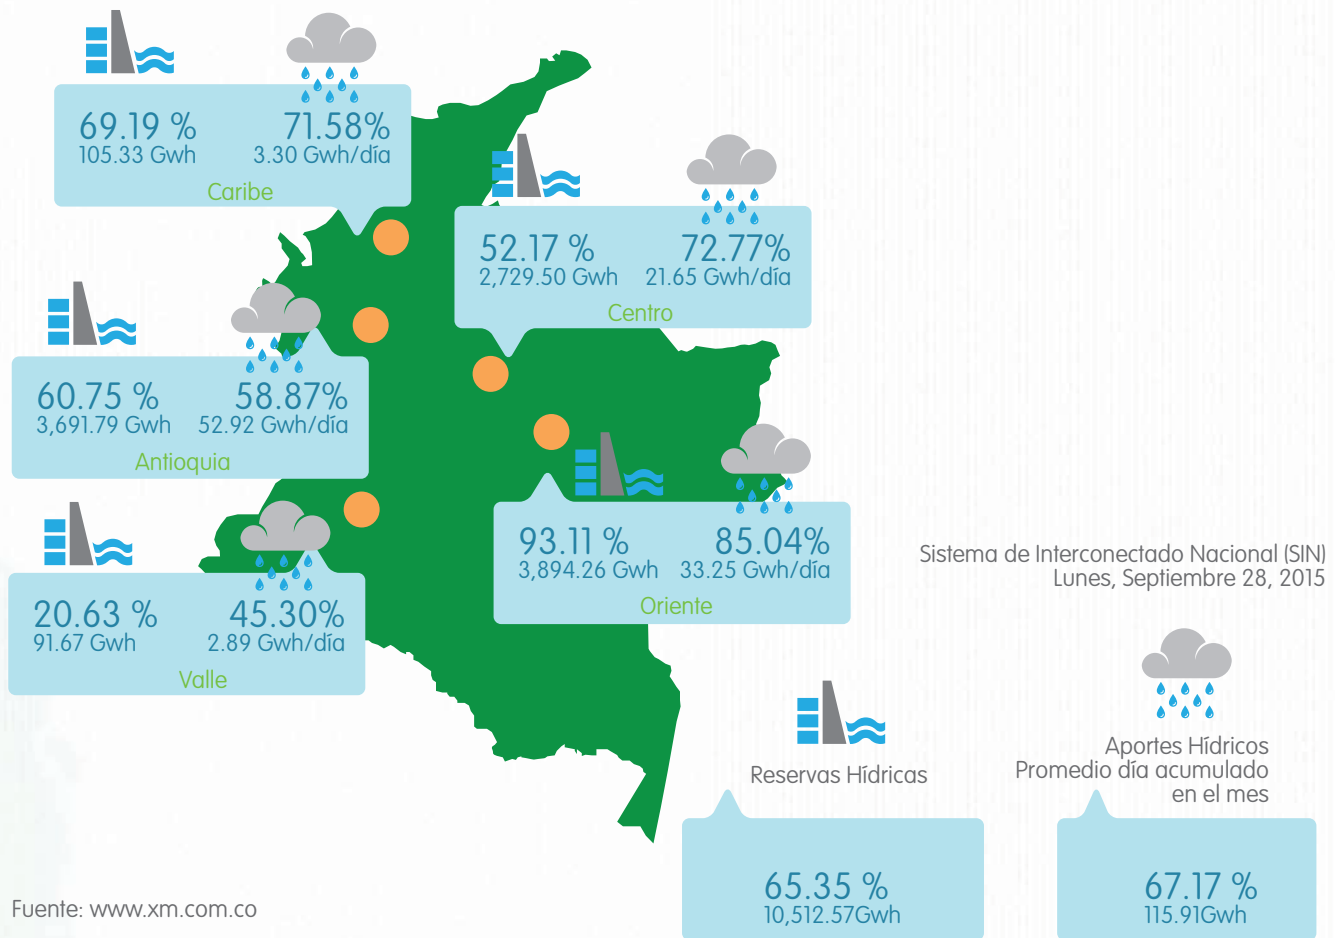 69.19 % 71.58%
105.33 Gwh 3.30 Gwh/día
Caribe
52.17 % 72.77%
2,729.50 Gwh 21.65 Gwh/día
Centro
60.75 % 58.87%
3,691.79 Gwh 52.92 Gwh/día
Antioquia
93.11 % 85.04%
3,894.26 Gwh 33.25 Gwh/día
Oriente
20.63 % 45.30%
91.67 Gwh 2.89 Gwh/día
Valle
Sistema de Interconectado Nacional (SIN)
Lunes, Septiembre 28, 2015
Reservas Hídricas
65.35 %
10,512.57Gwh
Aportes Hídricos
Promedio día acumulado
en el mes
67.17 %
115.91Gwh
Fuente: www.xm.com.co